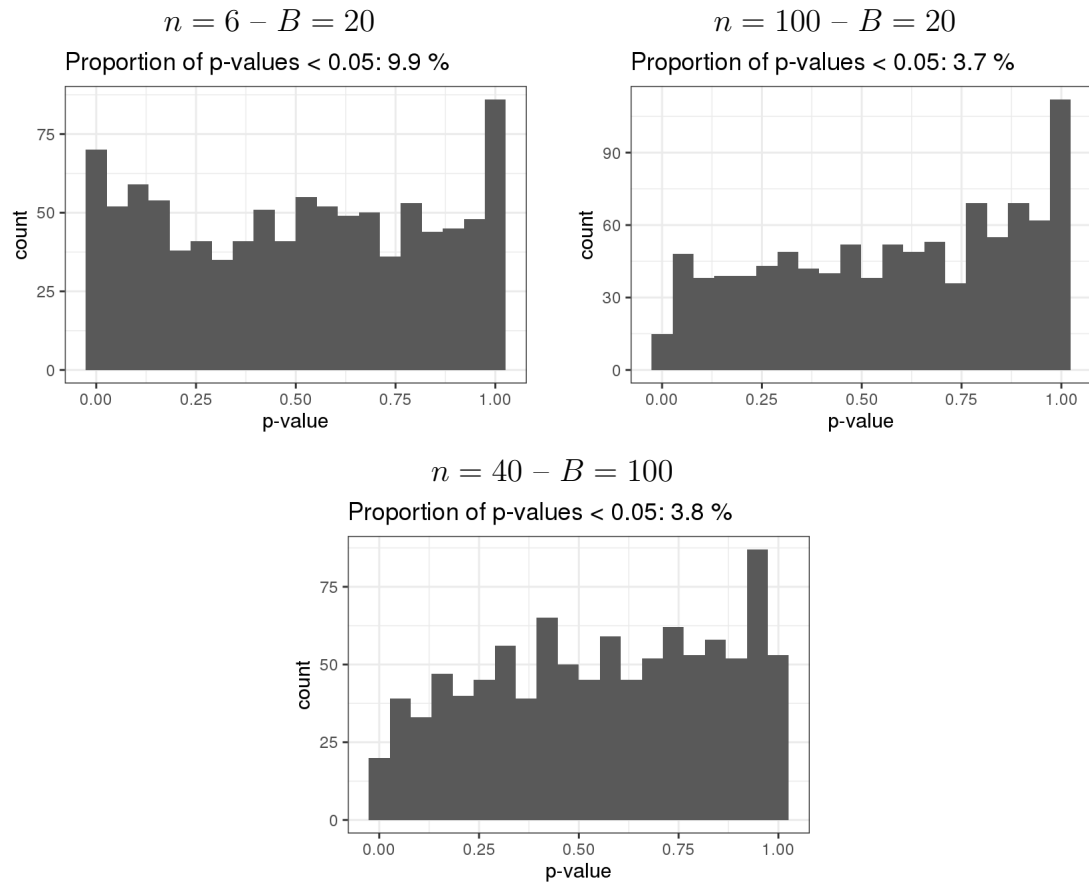 n = 6 – B = 20
Proportion of p-values < 0.05: 9.9 %
75
50
25
0
count
0.00 0.25 0.50 0.75 1.00
p-value
n = 100 – B = 20
Proportion of p-values < 0.05: 3.7 %
90
60
30
0
count
0.00 0.25 0.50 0.75 1.00
p-value
n = 40 – B = 100
Proportion of p-values < 0.05: 3.8 %
75
50
25
0
count
0.00 0.25 0.50 0.75 1.00
p-value